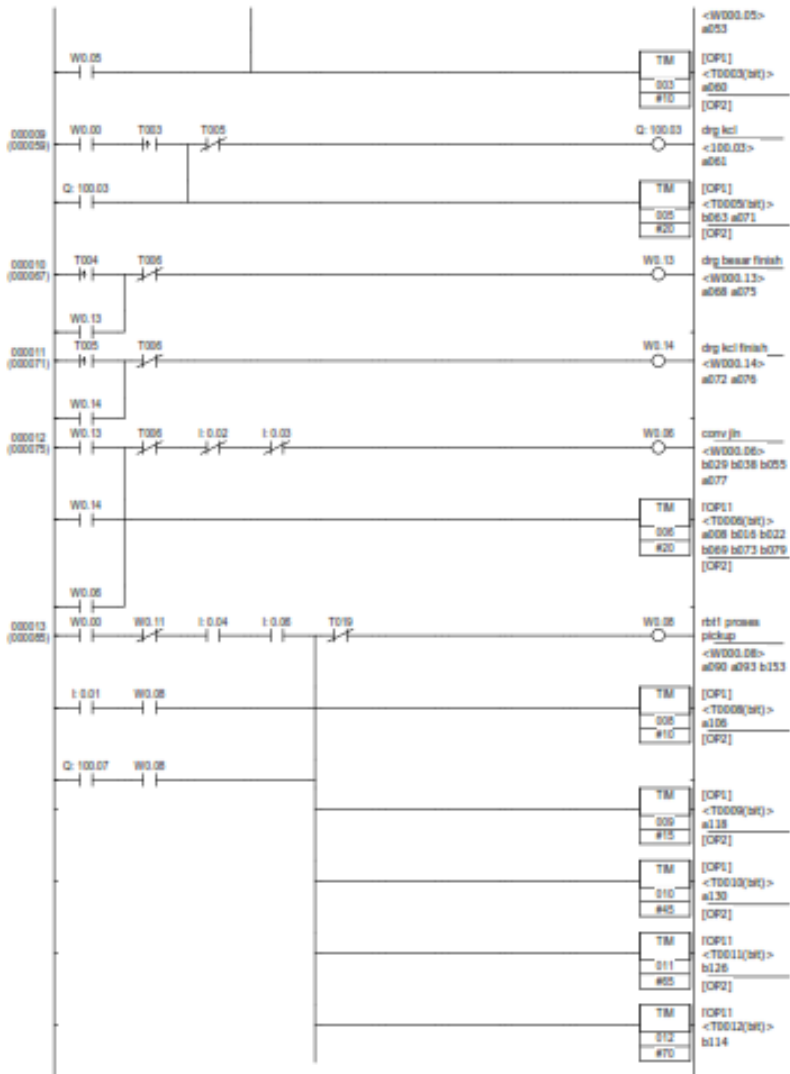 <W000.05>
a053
W0.05
TIM
003
#10
[OP1]
<T0003(bit)>
a060
[OP2]
000009
(000059)
W0.00 T003 T005 Q: 100.03
drg kcl
<100.03>
a061
Q: 100.03
TIM
005
#20
[OP1]
<T0005(bit)>
b063 a071
[OP2]
000010
(000067)
T004 T006 W0.13
drg besar finish
<W000.13>
a068 a075
W0.13
000011
(000071)
T005 T006 W0.14
drg kcl finish
<W000.14>
a072 a076
W0.14
000012
(000075)
W0.13 T006 I: 0.02 I: 0.03 W0.06
conv jln
<W000.06>
b029 b038 b055
a077
W0.14
TIM
006
#20
[OP1]
<T0006(bit)>
a008 b016 b022
b069 b073 b079
[OP2]
W0.06
000013
(000085)
W0.00 W0.11 I: 0.04 I: 0.06 T019 W0.08
rbt1 proses
pickup
<W000.08>
a090 a093 b153
I: 0.01 W0.08
TIM
008
#10
[OP1]
<T0008(bit)>
a106
[OP2]
Q: 100.07 W0.08
TIM
009
#15
[OP1]
<T0009(bit)>
a118
[OP2]
TIM
010
#45
[OP1]
<T0010(bit)>
a130
[OP2]
TIM
011
#65
[OP1]
<T0011(bit)>
b126
[OP2]
TIM
012
#70
[OP1]
<T0012(bit)>
b114